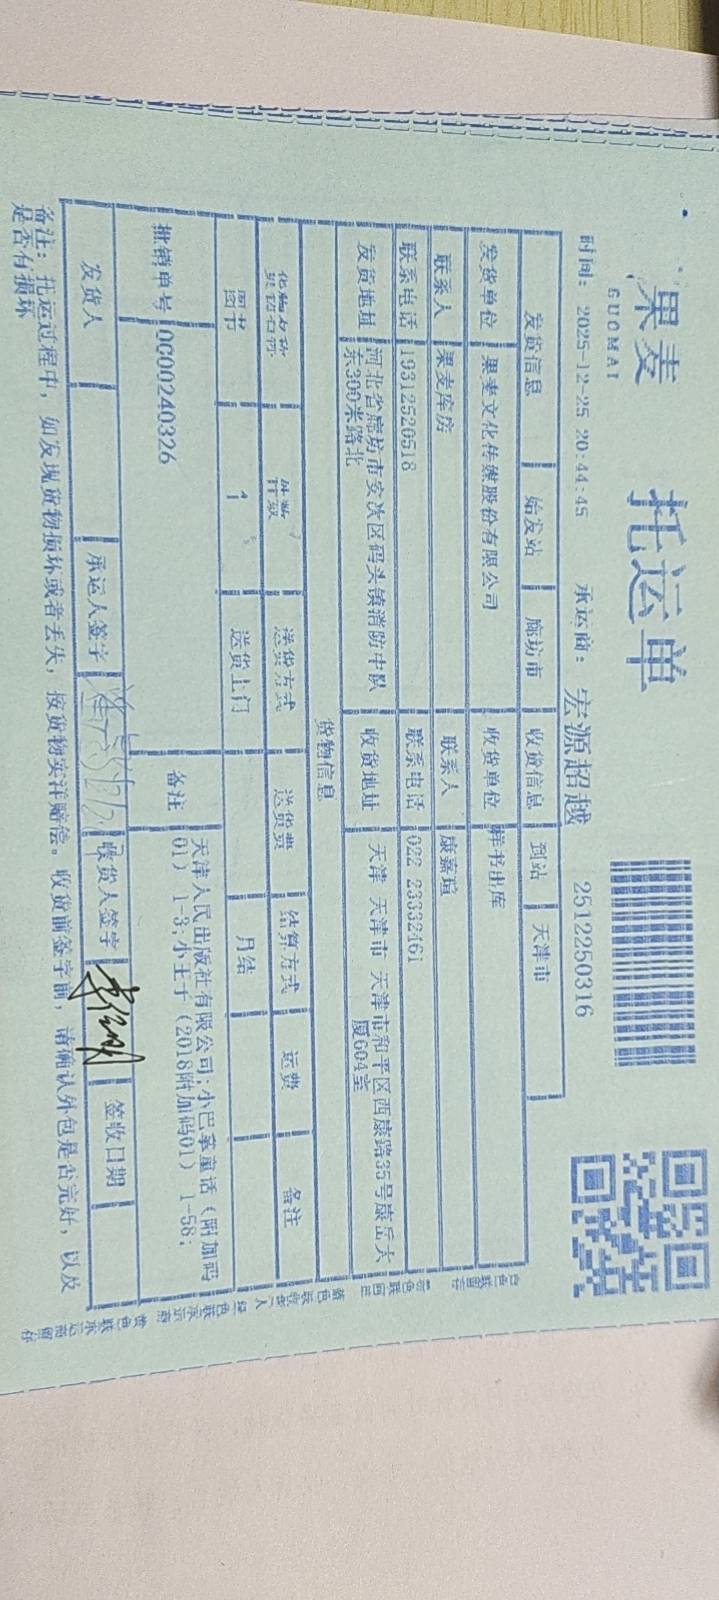 果麦 托运单
GUOMAI
时间：2025-12-25 20:44:45 承运商：宏源超越 2512250316
发货信息 始发站 廊坊市 收货信息 到站 天津市
发货单位 果麦文化传媒股份有限公司 收货单位 样书出库
联系人 果麦库房 联系人 康嘉瑄
联系电话 19312520518 联系电话 022 23332461
发货地址 河北省廊坊市安次区码头镇消防中队 收货地址 天津 天津市 天津市和平区西康路35号康岳大
东300米路北 厦604室
货物信息
货物名称 件数 送货方式 送货费 结算方式 运费 备注
图书 1 送货上门 月结
批销单号 0C00240326 备注 天津人民出版社有限公司:小巴掌童话（附加码
01）1-3;小王子（2018附加码01）1-58;
发货人 承运人签字 收货人签字 签收日期
备注：托运过程中，如发现货物损坏或者丢失，按货物实洋赔偿。收货前签字前，请确认外包是否完好，以及
是否有损坏